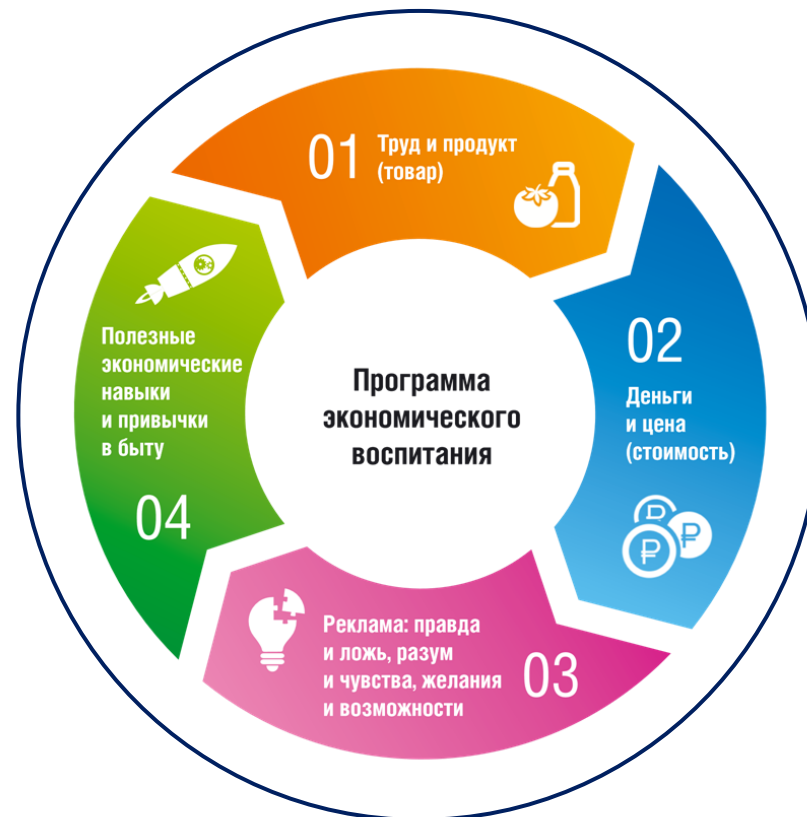 01
Труд и продукт
(товар)
02
Деньги
и цена
(стоимость)
Программа
экономического
воспитания
Реклама: правда
и ложь, разум
и чувства, желания
и возможности
03
Полезные
экономические
навыки
и привычки
в быту
04